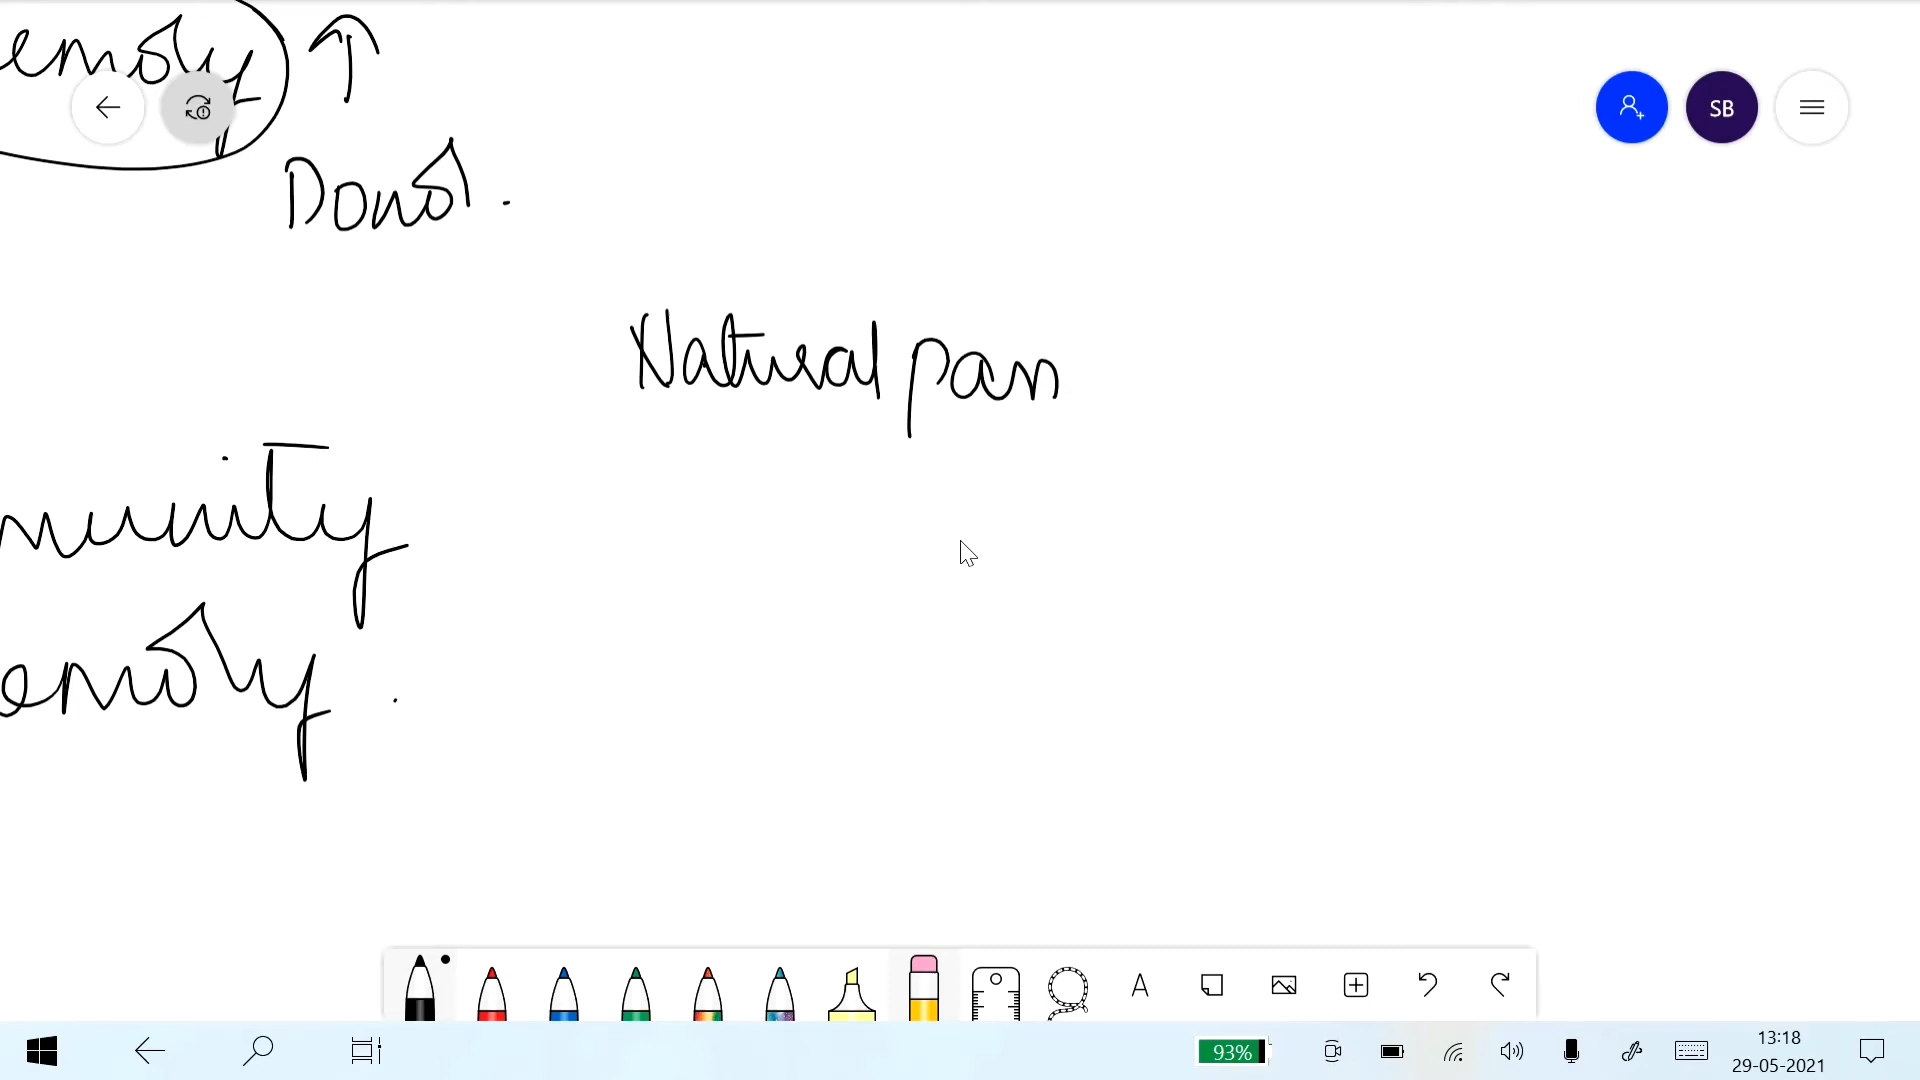 emory ↑
SB
Donor.
Natural pan
munity
emory.
A
93%
13:18
29-05-2021